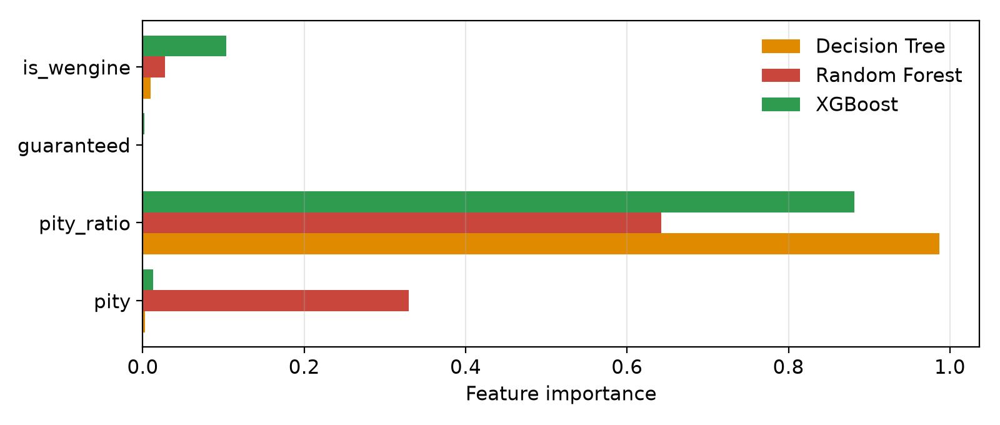 Decision Tree
Random Forest
XGBoost
is_wengine
guaranteed
pity_ratio
pity
0.0 0.2 0.4 0.6 0.8 1.0
Feature importance